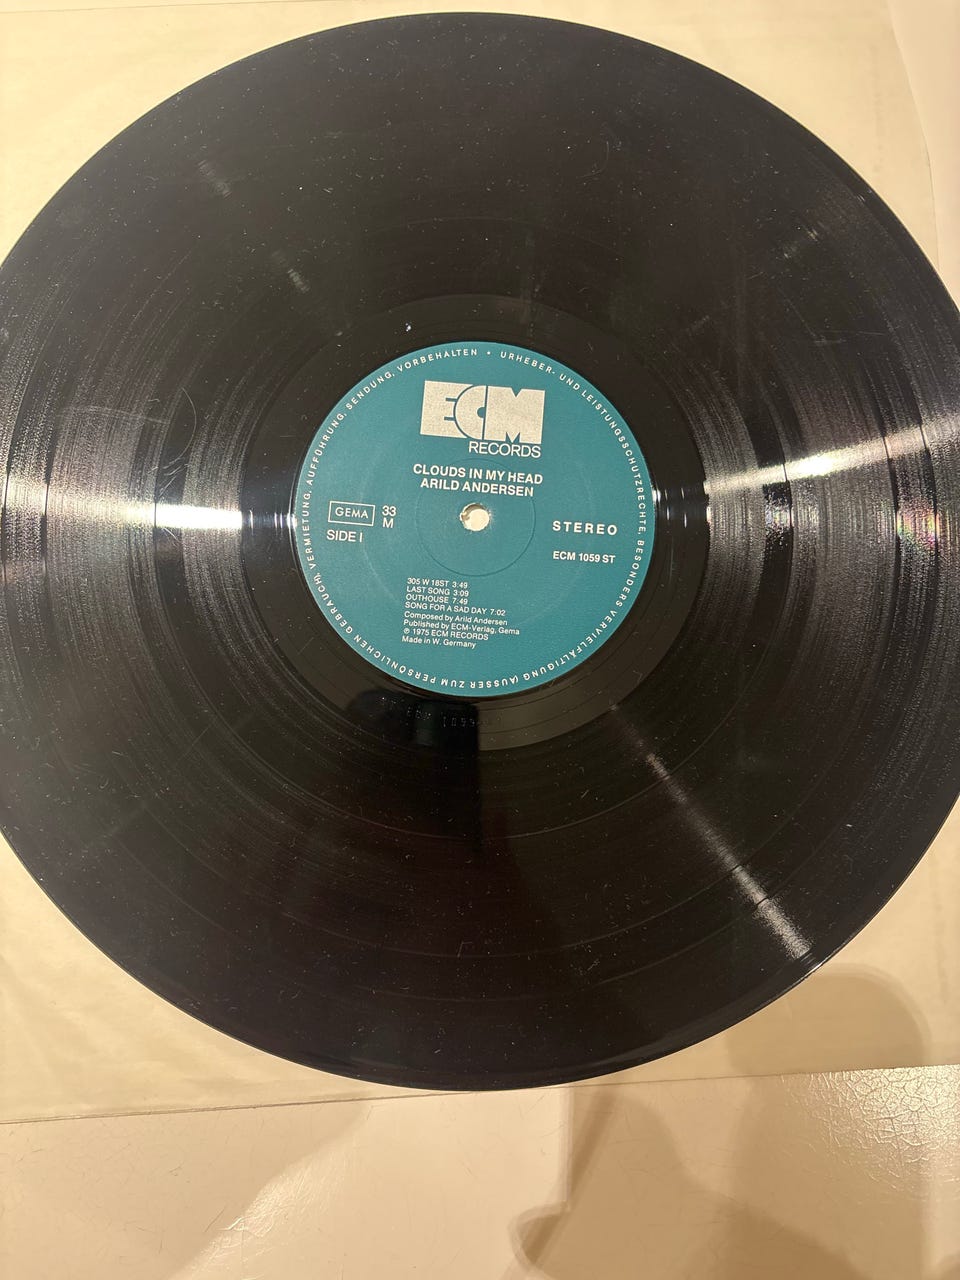 ECM
RECORDS
CLOUDS IN MY HEAD
ARILD ANDERSEN
GEMA
33
M
SIDE I
STEREO
ECM 1059 ST
305 W 18ST 3:49
LAST SONG 3:09
OUTHOUSE 7:49
SONG FOR A SAD DAY 7:02
Composed by Arild Andersen
Published by ECM-Verlag, Gema
℗ 1975 ECM RECORDS
Made in W. Germany
• URHEBER- UND LEISTUNGSSCHUTZRECHTE, BESONDERS VERVIELFÄLTIGUNG (AUSSER ZUM PERSÖNLICHEN GEBRAUCH), VERMIETUNG, AUFFÜHRUNG, SENDUNG, VORBEHALTEN